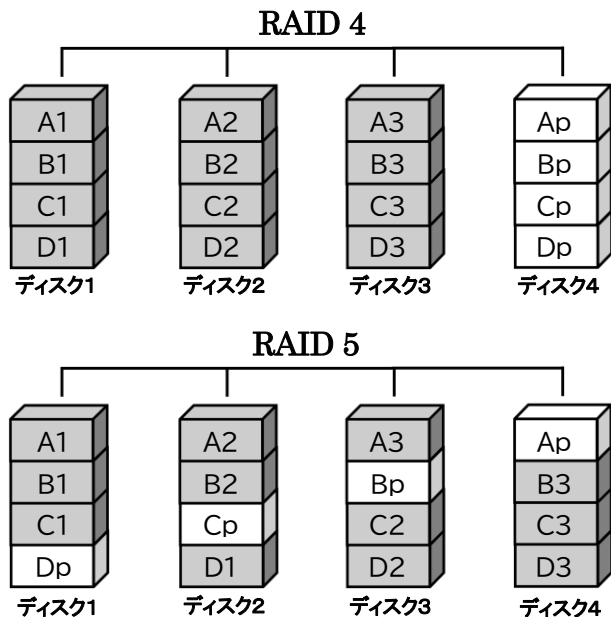 RAID 4
A1 A2 A3 Ap
B1 B2 B3 Bp
C1 C2 C3 Cp
D1 D2 D3 Dp
ディスク1 ディスク2 ディスク3 ディスク4
RAID 5
A1 A2 A3 Ap
B1 B2 Bp B3
C1 Cp C2 C3
Dp D1 D2 D3
ディスク1 ディスク2 ディスク3 ディスク4